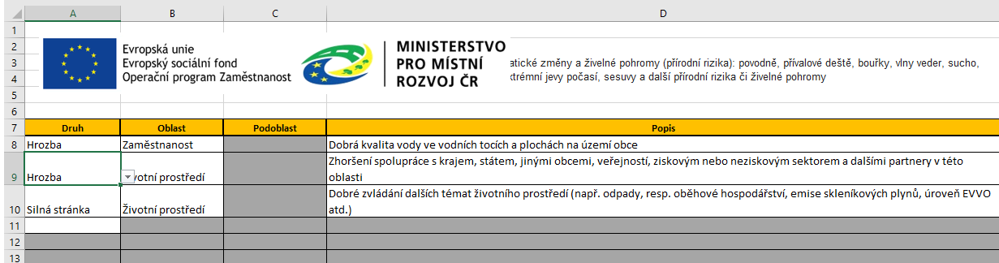 A B C D
1
2
3
4
5
6
7
8
9
10
11
12
13
Evropská unie
Evropský sociální fond
Operační program Zaměstnanost
MINISTERSTVO
PRO MÍSTNÍ
ROZVOJ ČR
atické změny a živelné pohromy (přírodní rizika): povodně, přívalové deště, bouřky, vlny veder, sucho,
xtrémní jevy počasí, sesuvy a další přírodní rizika či živelné pohromy
Druh Oblast Podoblast Popis
Hrozba Zaměstnanost Dobrá kvalita vody ve vodních tocích a plochách na území obce
Zhoršení spolupráce s krajem, státem, jinými obcemi, veřejností, ziskovým nebo neziskovým sektorem a dalšími partnery v této
Hrozba votní prostředí oblasti
Dobré zvládání dalších témat životního prostředí (např. odpady, resp. oběhové hospodářství, emise skleníkových plynů, úroveň EVVO
Silná stránka Životní prostředí atd.)